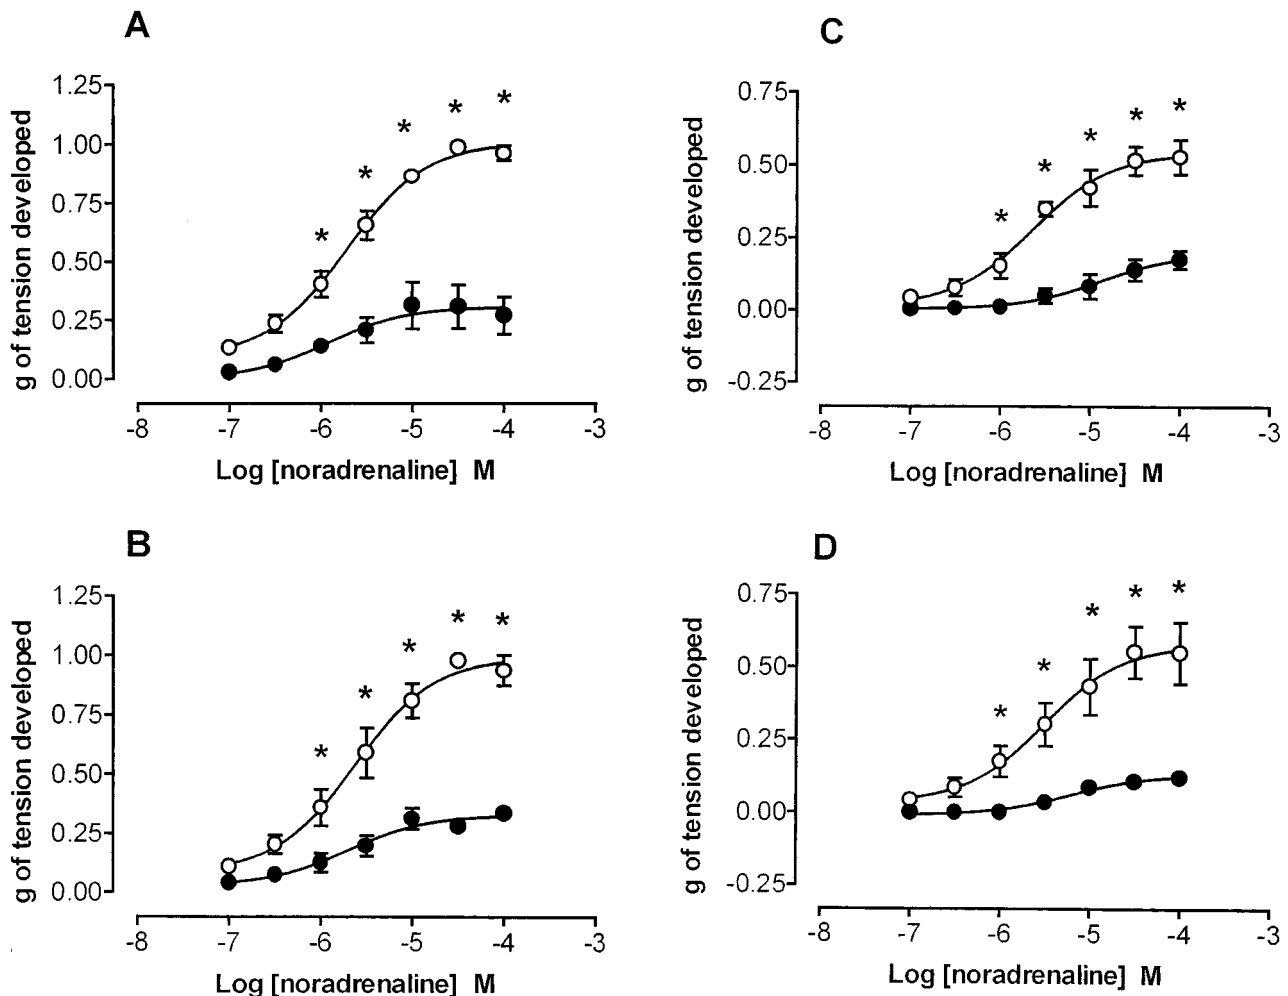 A
g of tension developed
1.25
1.00
0.75
0.50
0.25
0.00
* * * * *
-8 -7 -6 -5 -4 -3
Log [noradrenaline] M
C
g of tension developed
0.75
0.50
0.25
0.00
-0.25
* * * * *
-8 -7 -6 -5 -4 -3
Log [noradrenaline] M
B
g of tension developed
1.25
1.00
0.75
0.50
0.25
0.00
* * * * *
-8 -7 -6 -5 -4 -3
Log [noradrenaline] M
D
g of tension developed
0.75
0.50
0.25
0.00
-0.25
* * * * *
-8 -7 -6 -5 -4 -3
Log [noradrenaline] M